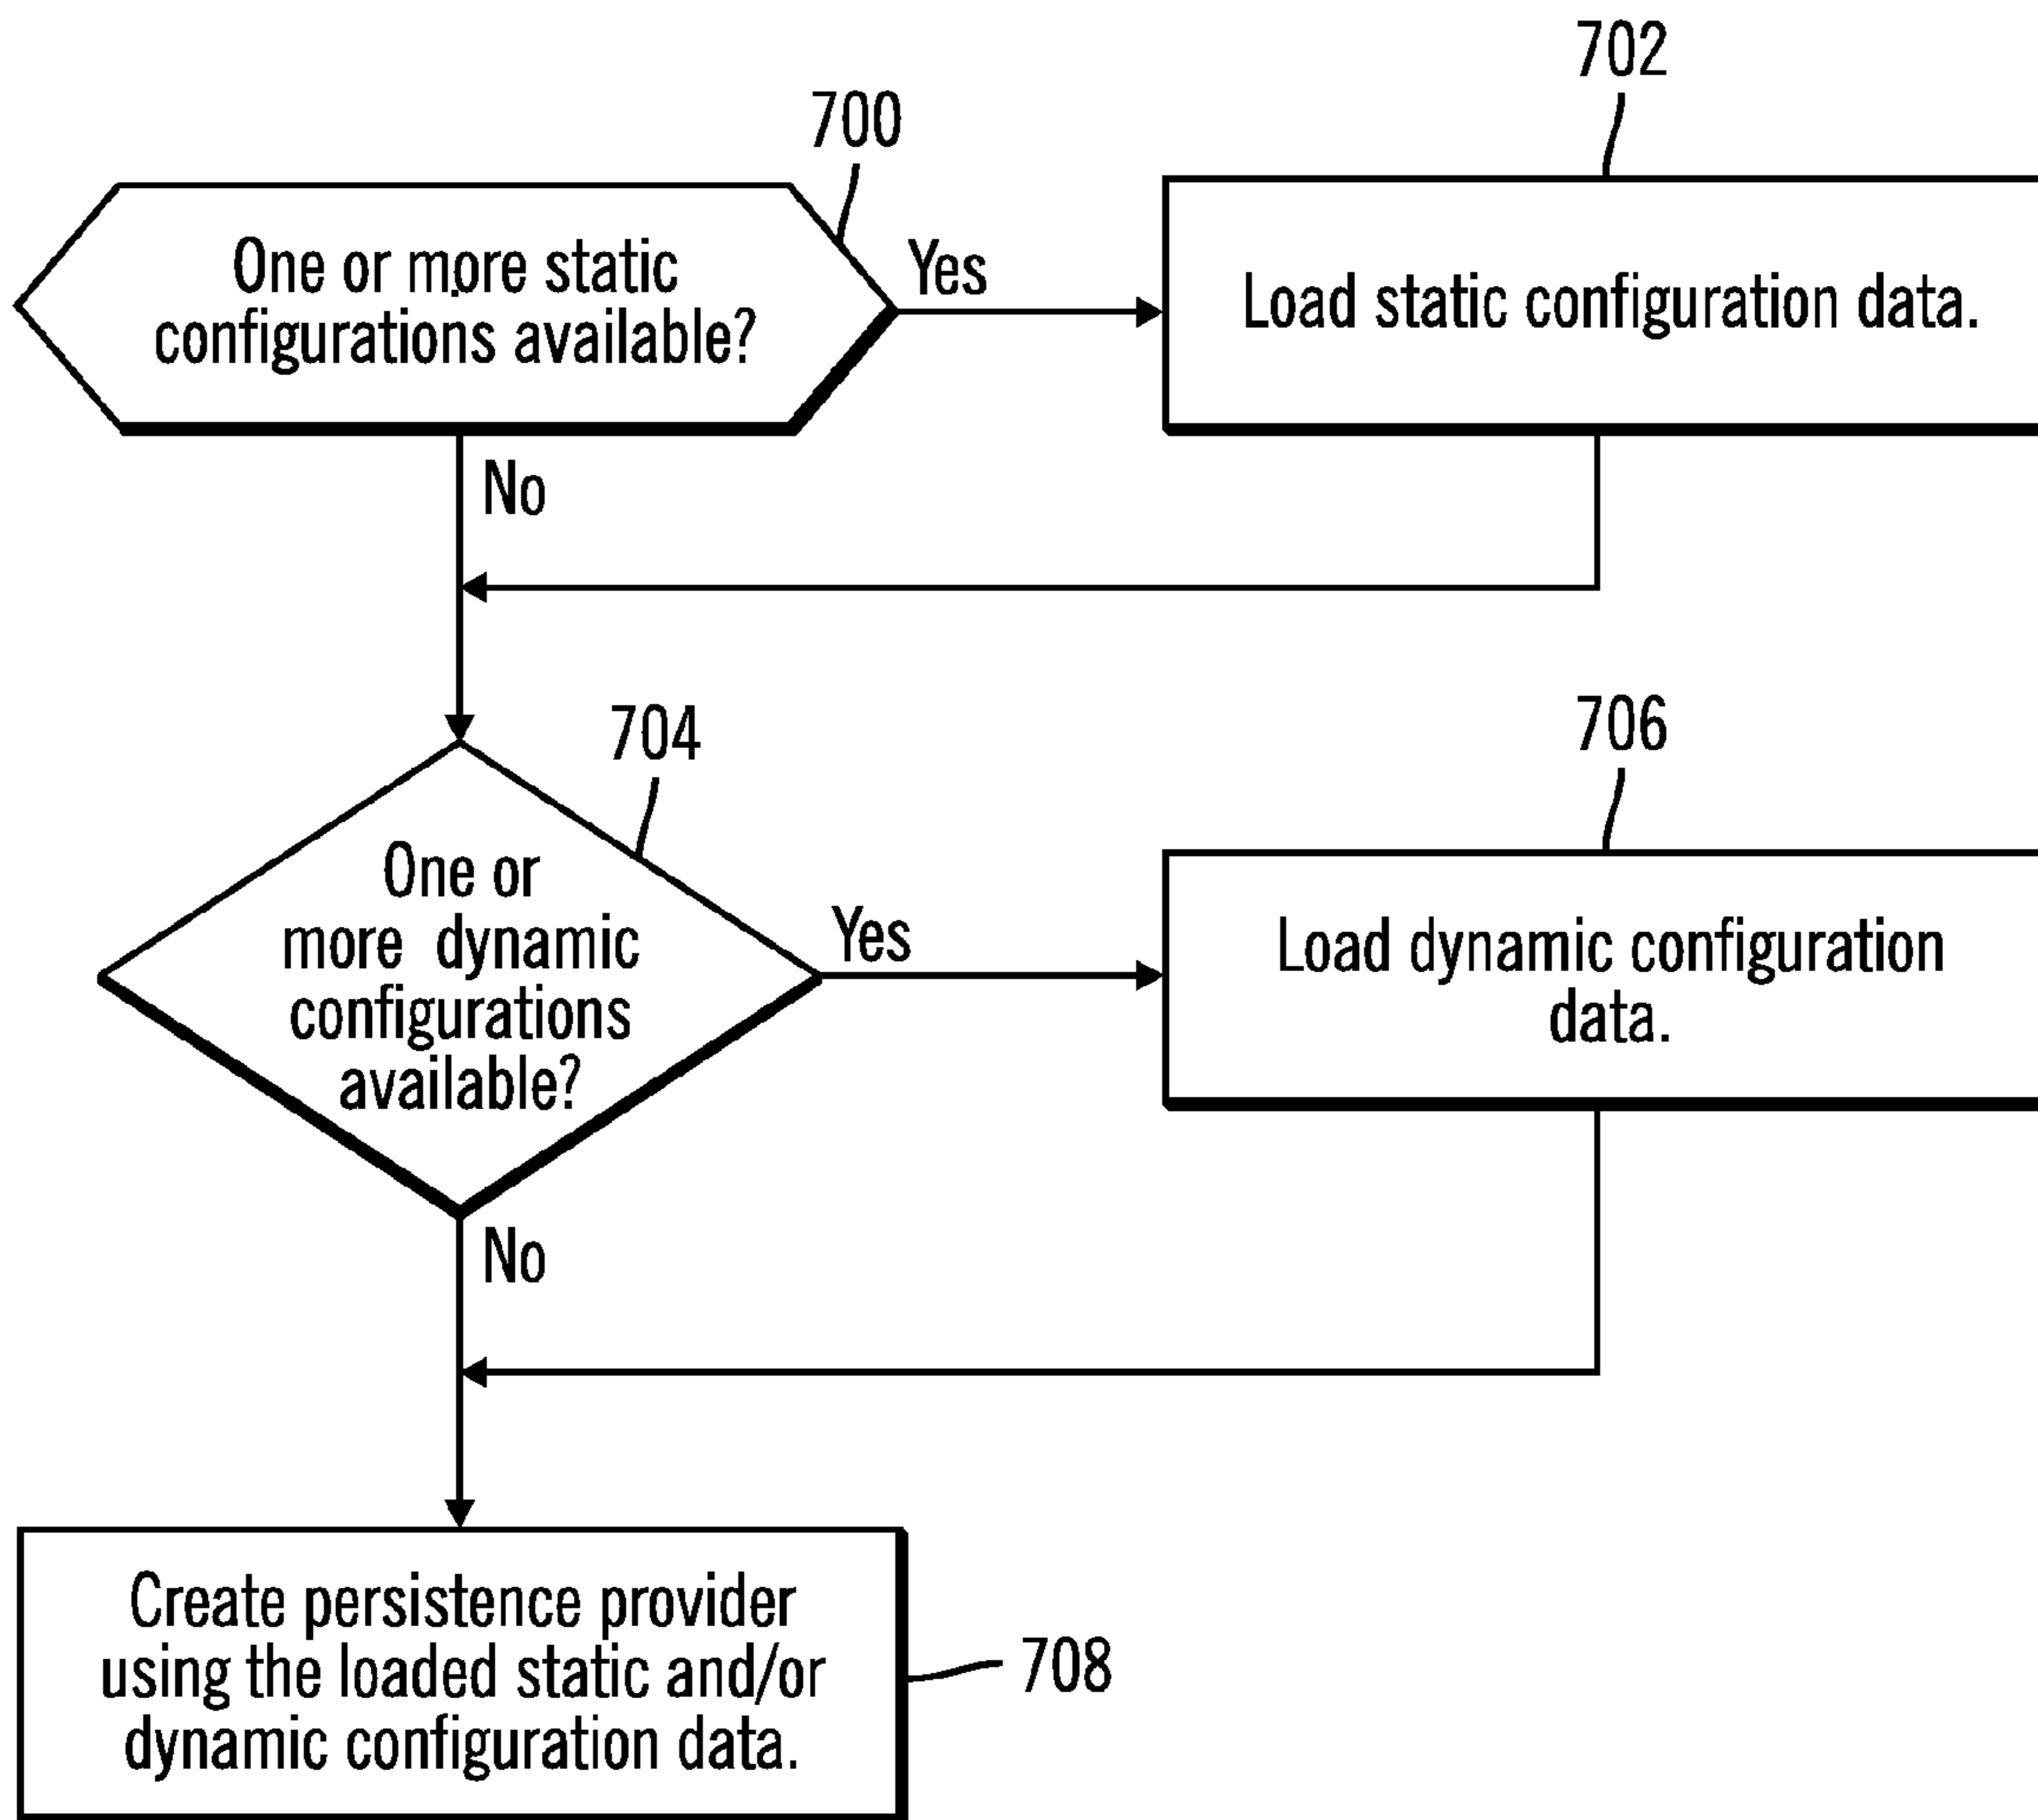 702
700
One or more static
configurations available?
Yes
Load static configuration data.
No
704
706
One or
more dynamic
configurations
available?
Yes
Load dynamic configuration
data.
No
Create persistence provider
using the loaded static and/or
dynamic configuration data.
708